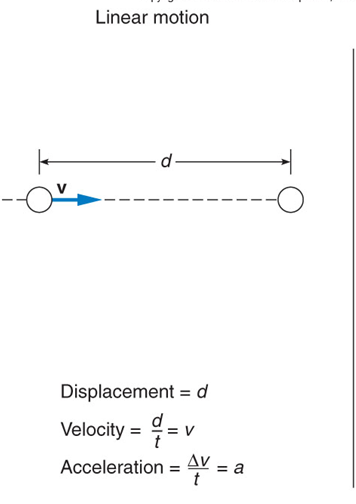 Linear motion
d
v
Displacement = d
Velocity = d/t = v
Acceleration = Δv/t = a